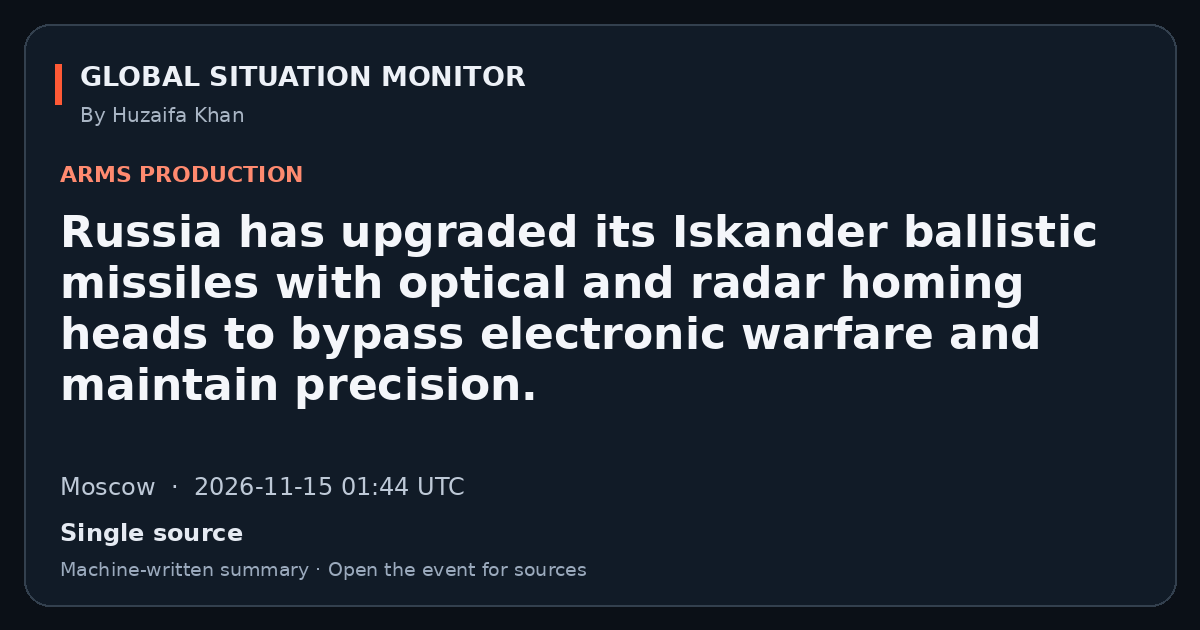 GLOBAL SITUATION MONITOR
By Huzaifa Khan
ARMS PRODUCTION
Russia has upgraded its Iskander ballistic
missiles with optical and radar homing
heads to bypass electronic warfare and
maintain precision.
Moscow · 2026-11-15 01:44 UTC
Single source
Machine-written summary · Open the event for sources